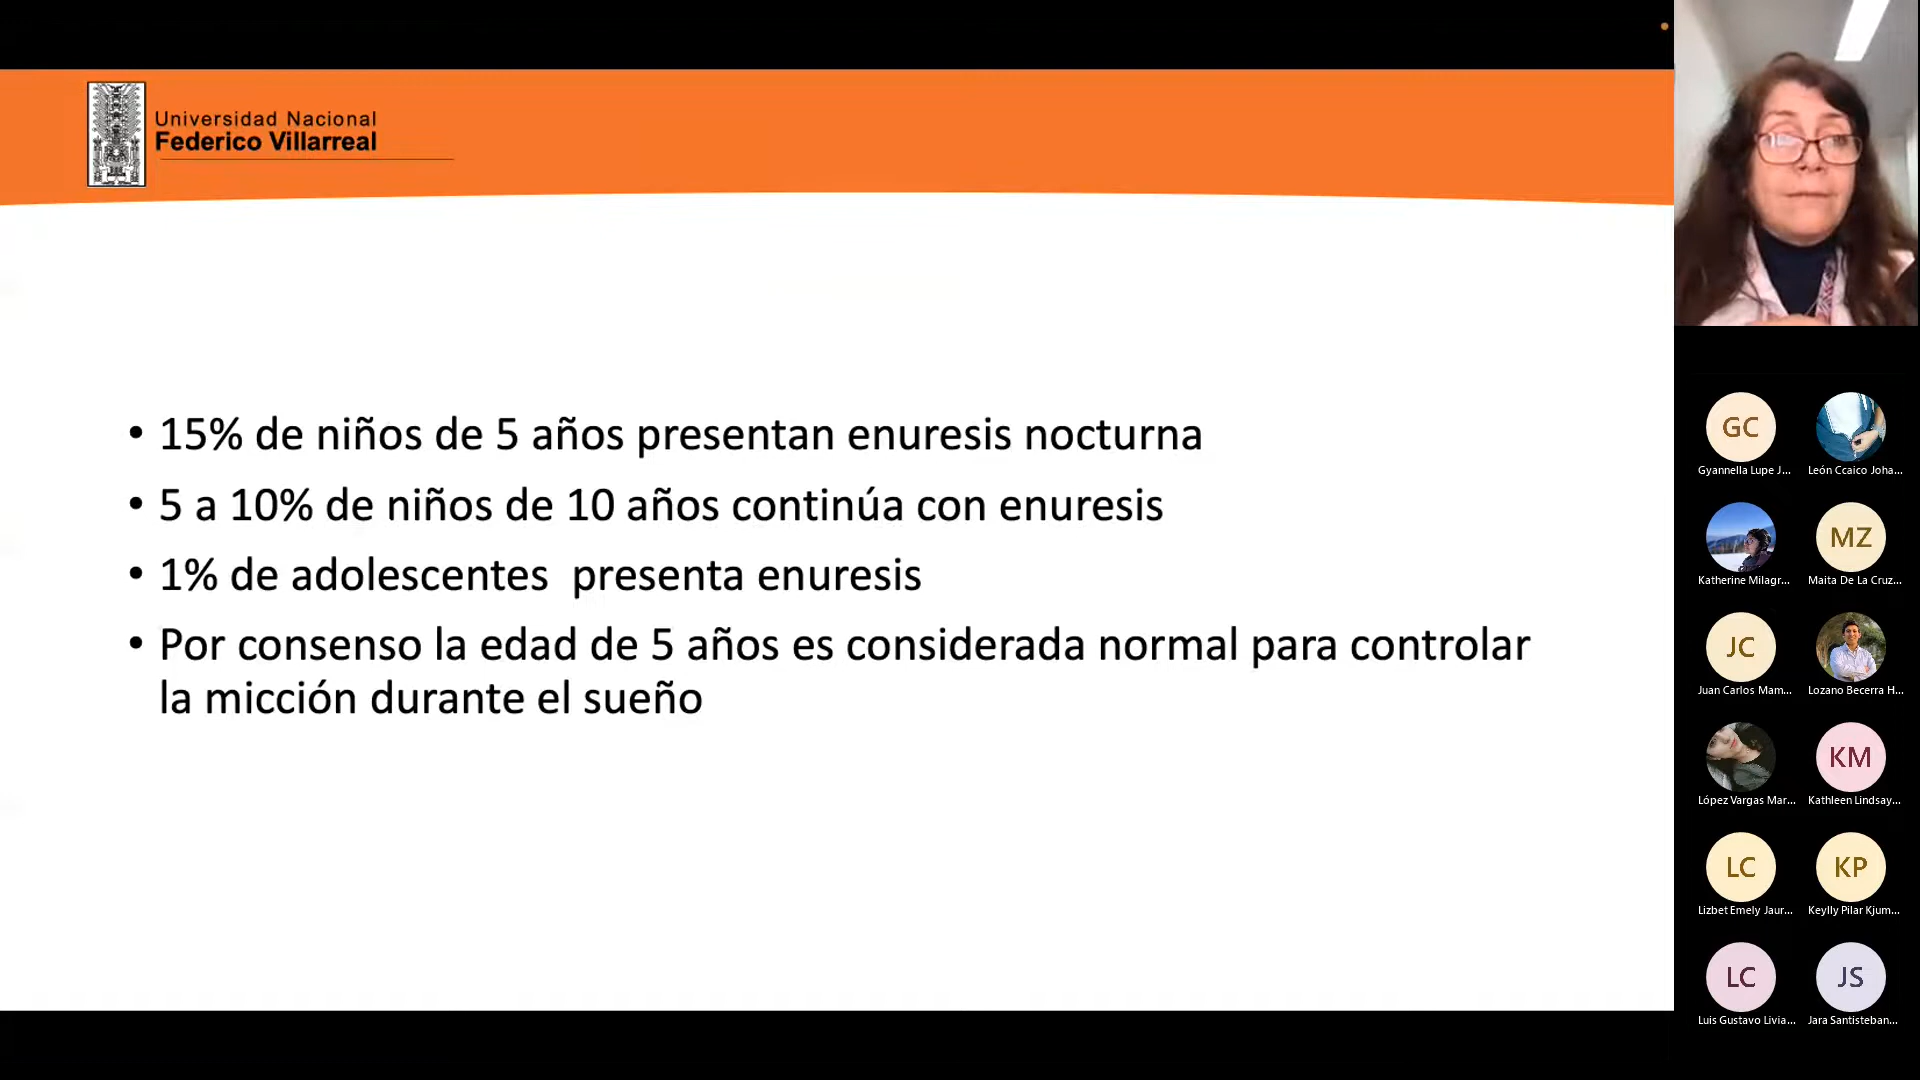 Universidad Nacional
Federico Villarreal
• 15% de niños de 5 años presentan enuresis nocturna
• 5 a 10% de niños de 10 años continúa con enuresis
• 1% de adolescentes  presenta enuresis
• Por consenso la edad de 5 años es considerada normal para controlar
la micción durante el sueño
GC
Gyannella Lupe J...
León Ccaico Joha...
Katherine Milagr...
MZ
Maita De La Cruz...
JC
Juan Carlos Mam...
Lozano Becerra H...
López Vargas Mar...
KM
Kathleen Lindsay...
LC
Lizbet Emely Jaur...
KP
Keylly Pilar Kjum...
LC
Luis Gustavo Livia...
JS
Jara Santisteban...